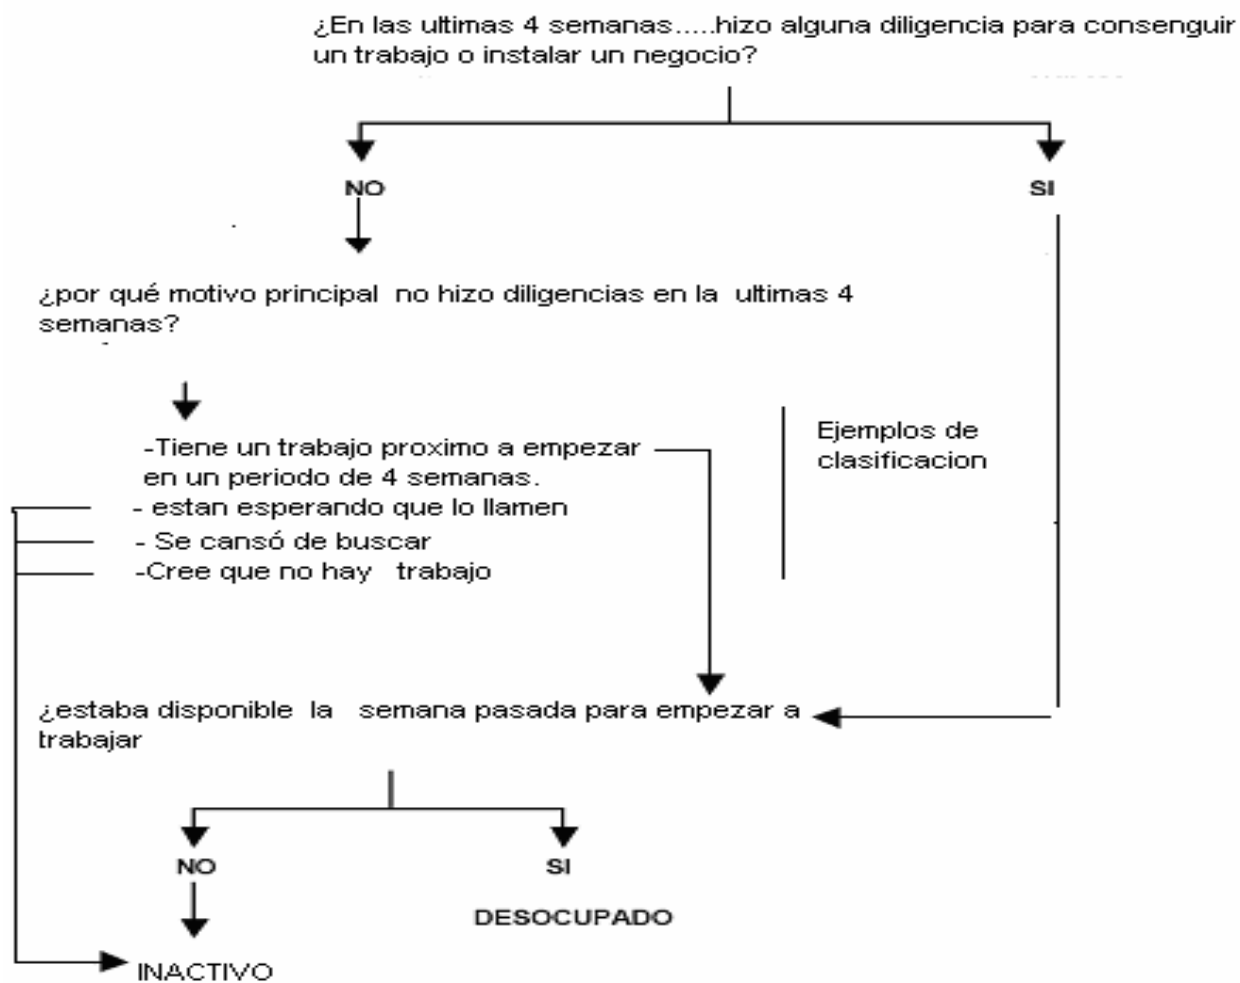 ¿En las ultimas 4 semanas.....hizo alguna diligencia para consenguir
un trabajo o instalar un negocio?
NO
SI
¿por qué motivo principal no hizo diligencias en la ultimas 4
semanas?
-Tiene un trabajo proximo a empezar
en un periodo de 4 semanas.
- estan esperando que lo llamen
- Se cansó de buscar
-Cree que no hay trabajo
Ejemplos de
clasificacion
¿estaba disponible la semana pasada para empezar a
trabajar
NO
SI
DESOCUPADO
INACTIVO